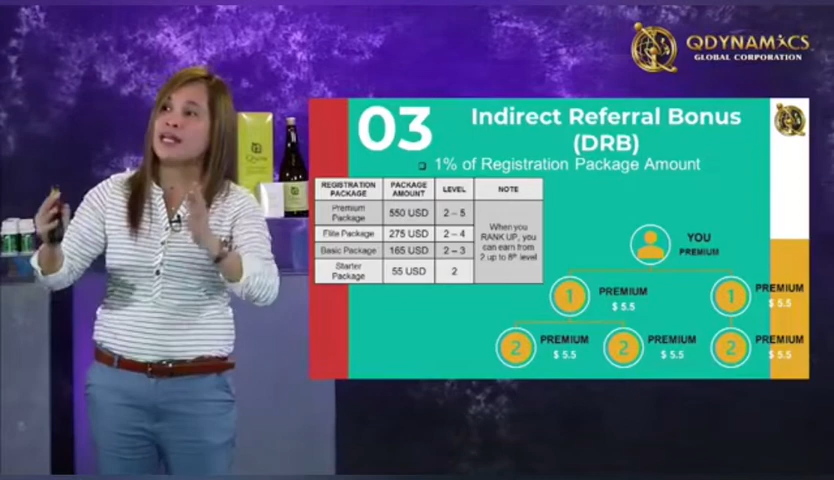 QDYNAMICS
GLOBAL CORPORATION
03
Indirect Referral Bonus
(DRB)
1% of Registration Package Amount
REGISTRATION PACKAGE
PACKAGE AMOUNT
LEVEL
NOTE
Premium Package
550 USD
2 – 5
When you
RANK UP, you
can earn from
2 up to 8th level
Elite Package
275 USD
2 – 4
Basic Package
165 USD
2 – 3
Starter Package
55 USD
2
YOU
PREMIUM
1
PREMIUM
$ 5.5
1
PREMIUM
$ 5.5
2
PREMIUM
$ 5.5
2
PREMIUM
$ 5.5
2
PREMIUM
$ 5.5